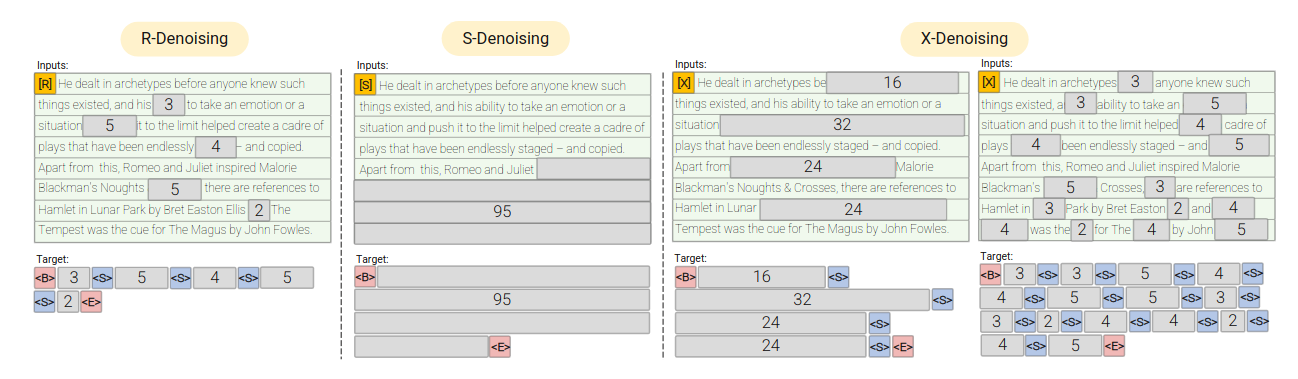 R-Denoising
Inputs:
[R] He dealt in archetypes before anyone knew such
things existed, and his 3 to take an emotion or a
situation 5 it to the limit helped create a cadre of
plays that have been endlessly 4 – and copied.
Apart from this, Romeo and Juliet inspired Malorie
Blackman's Noughts 5 there are references to
Hamlet in Lunar Park by Bret Easton Ellis 2 The
Tempest was the cue for The Magus by John Fowles.
Target:
<B> 3 <S> 5 <S> 4 <S> 5
<S> 2 <E>
S-Denoising
Inputs:
[S] He dealt in archetypes before anyone knew such
things existed, and his ability to take an emotion or a
situation and push it to the limit helped create a cadre of
plays that have been endlessly staged – and copied.
Apart from this, Romeo and Juliet
95
Target:
<B>
95
<E>
X-Denoising
Inputs:
[X] He dealt in archetypes be 16
things existed, and his ability to take an emotion or a
situation 32
plays that have been endlessly staged – and copied.
Apart from 24 Malorie
Blackman's Noughts & Crosses, there are references to
Hamlet in Lunar 24
Tempest was the cue for The Magus by John Fowles.
Target:
<B> 16 <S>
32 <S>
24 <S>
24 <S> <E>
Inputs:
[X] He dealt in archetypes 3 anyone knew such
things existed, a 3 ability to take an 5
situation and push it to the limit helped 4 cadre of
plays 4 been endlessly staged – and 5
Apart from this, Romeo and Juliet inspired Malorie
Blackman's 5 Crosses, 3 are references to
Hamlet in 3 Park by Bret Easton 2 and 4
4 was the 2 for The 4 by John 5
Target:
<B> 3 <S> 3 <S> 5 <S> 4 <S>
4 <S> 5 <S> 5 <S> 3 <S>
3 <S> 2 <S> 4 <S> 4 <S> 2 <S>
4 <S> 5 <E>